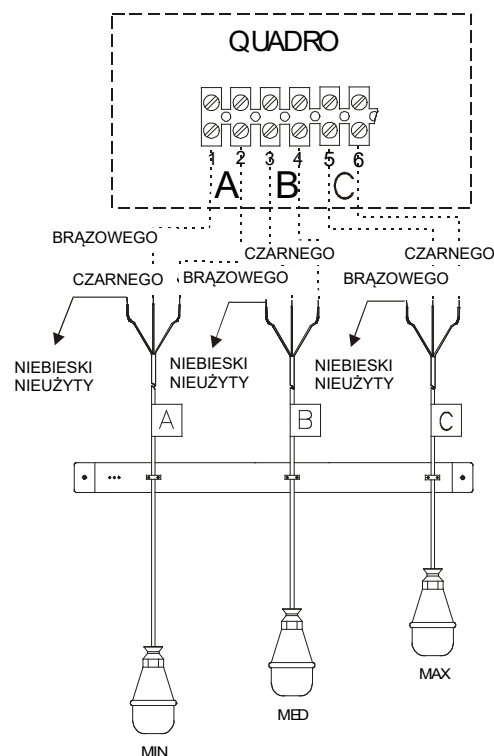 QUADRO
1 2 3 4 5 6
A B C
BRĄZOWEGO
CZARNEGO
NIEBIESKI
NIEUŻYTY
CZARNEGO
BRĄZOWEGO
NIEBIESKI
NIEUŻYTY
CZARNEGO
BRĄZOWEGO
NIEBIESKI
NIEUŻYTY
A B C
MAX
MED
MIN